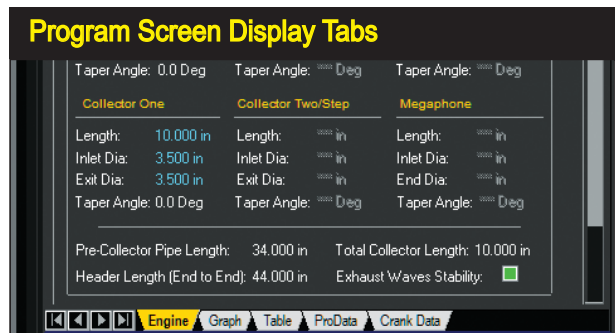 Program Screen Display Tabs
Taper Angle: 0.0 Deg Taper Angle: **** Deg Taper Angle: **** Deg
Collector One Collector Two/Step Megaphone
Length: 10.000 in Length: **** in Length: **** in
Inlet Dia: 3.500 in Inlet Dia: **** in Inlet Dia: **** in
Exit Dia: 3.500 in Exit Dia: **** in End Dia: **** in
Taper Angle: 0.0 Deg Taper Angle: **** Deg Taper Angle: **** Deg
Pre-Collector Pipe Length: 34.000 in Total Collector Length: 10.000 in
Header Length (End to End): 44.000 in Exhaust Waves Stability:
Engine Graph Table ProData Crank Data